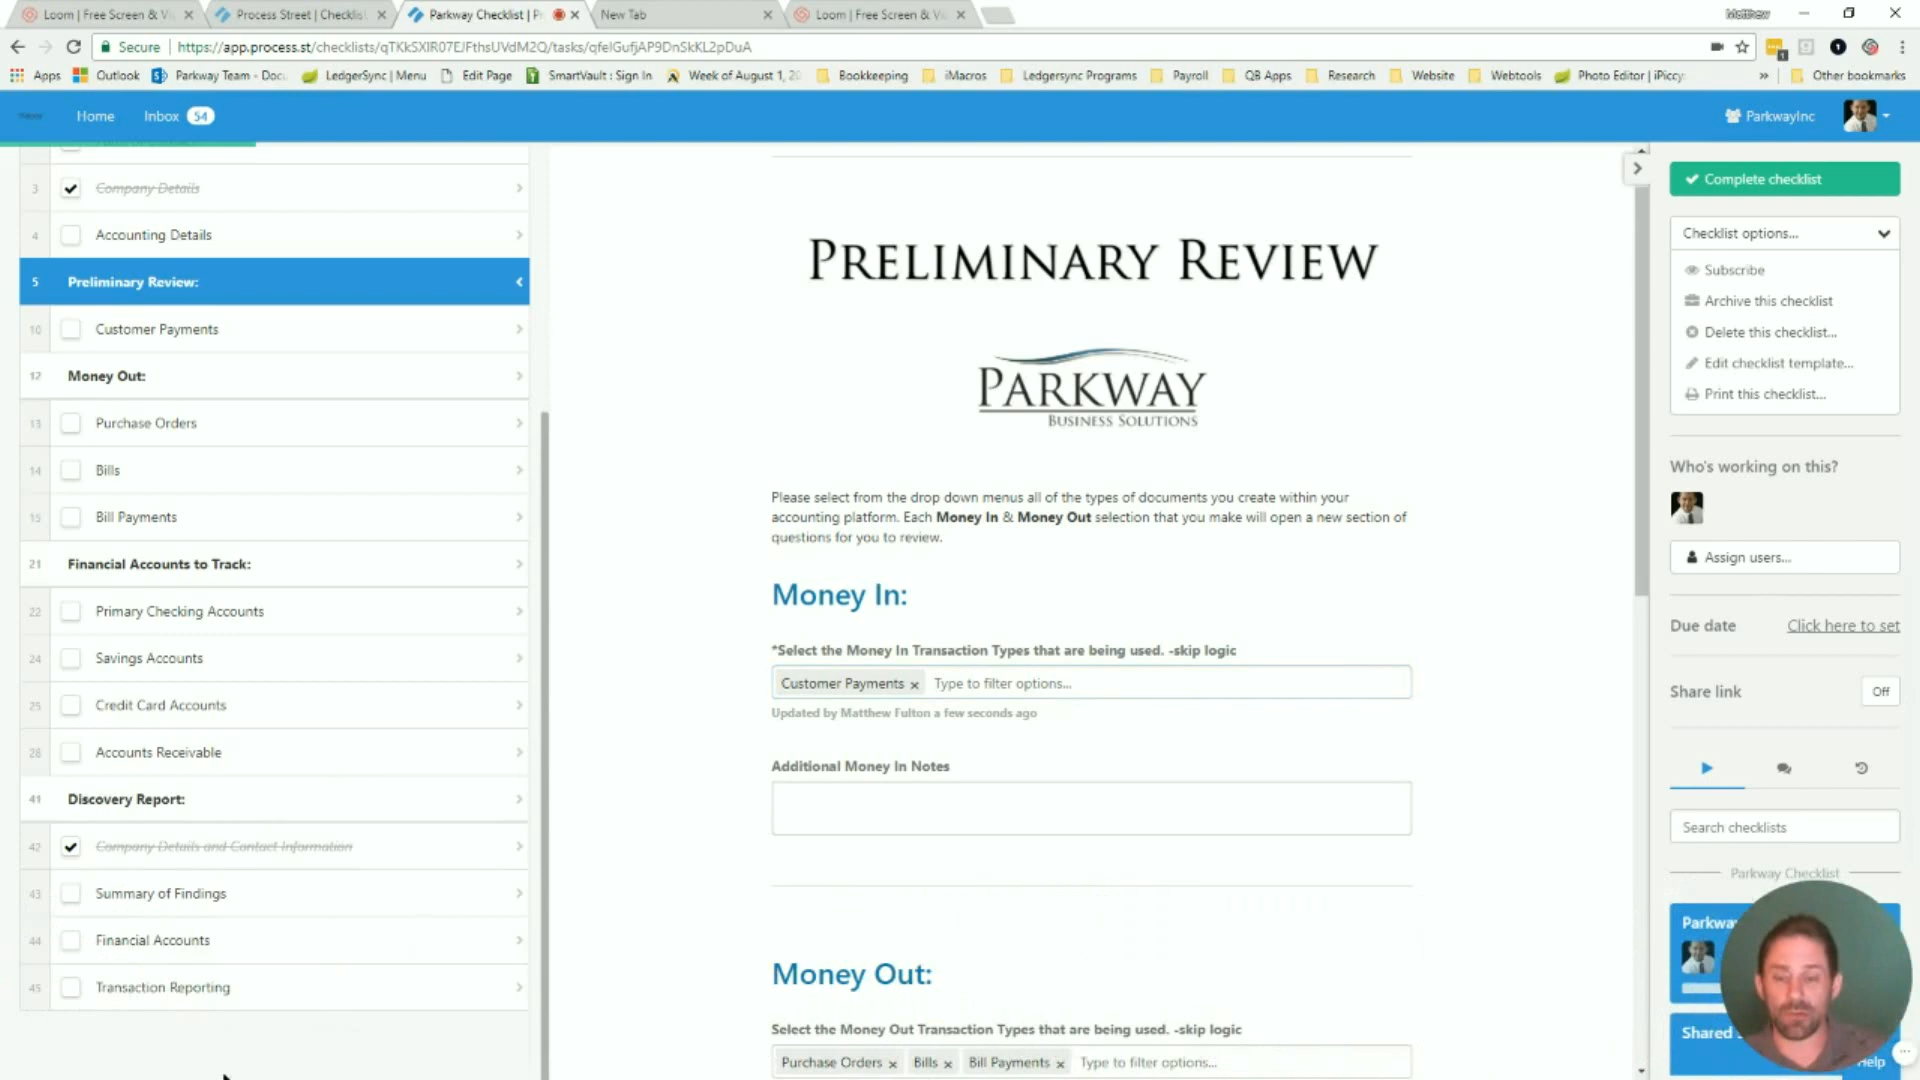 Loom | Free Screen & Vi
Process Street | Checklist
Parkway Checklist | P
New Tab
Loom | Free Screen & Vi
Matthew
Secure
https://app.process.st/checklists/qTKkSXIR07EJFthsUVdM2Q/tasks/qfeIGufjAP9DnSkKL2pDuA
Apps
Outlook
Parkway Team - Docu
LedgerSync | Menu
Edit Page
SmartVault : Sign In
Week of August 1, 20
Bookkeeping
iMacros
Ledgersync Programs
Payroll
QB Apps
Research
Website
Webtools
Photo Editor | iPiccy
»
Other bookmarks
Home
Inbox 54
ParkwayInc
3 Company Details
4 Accounting Details
5 Preliminary Review:
10 Customer Payments
12 Money Out:
13 Purchase Orders
14 Bills
15 Bill Payments
21 Financial Accounts to Track:
22 Primary Checking Accounts
24 Savings Accounts
25 Credit Card Accounts
28 Accounts Receivable
41 Discovery Report:
42 Company Details and Contact Information
43 Summary of Findings
44 Financial Accounts
45 Transaction Reporting
PRELIMINARY REVIEW
PARKWAY
BUSINESS SOLUTIONS
Please select from the drop down menus all of the types of documents you create within your
accounting platform. Each Money In & Money Out selection that you make will open a new section of
questions for you to review.
Money In:
*Select the Money In Transaction Types that are being used. -skip logic
Customer Payments x Type to filter options...
Updated by Matthew Fulton a few seconds ago
Additional Money In Notes
Money Out:
Select the Money Out Transaction Types that are being used. -skip logic
Purchase Orders x Bills x Bill Payments x Type to filter options...
Complete checklist
Checklist options...
Subscribe
Archive this checklist
Delete this checklist...
Edit checklist template...
Print this checklist...
Who's working on this?
Assign users...
Due date Click here to set
Share link Off
Search checklists
Parkway Checklist
Parkwa
Shared
Help